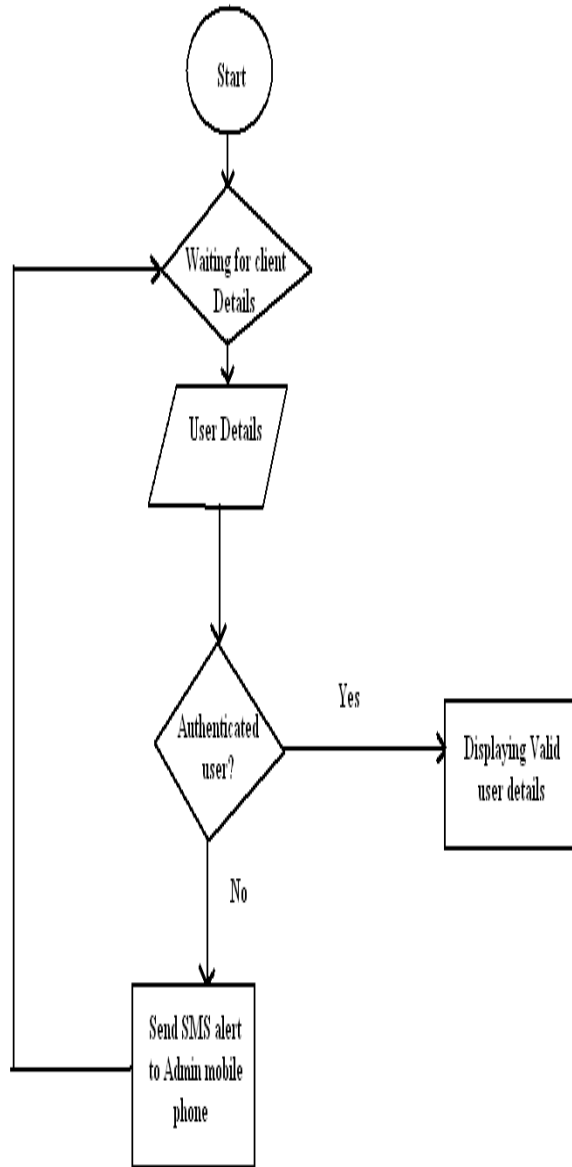 Start
Waiting for client
Details
User Details
Authenticated
user?
Yes
Displaying Valid
user details
No
Send SMS alert
to Admin mobile
phone